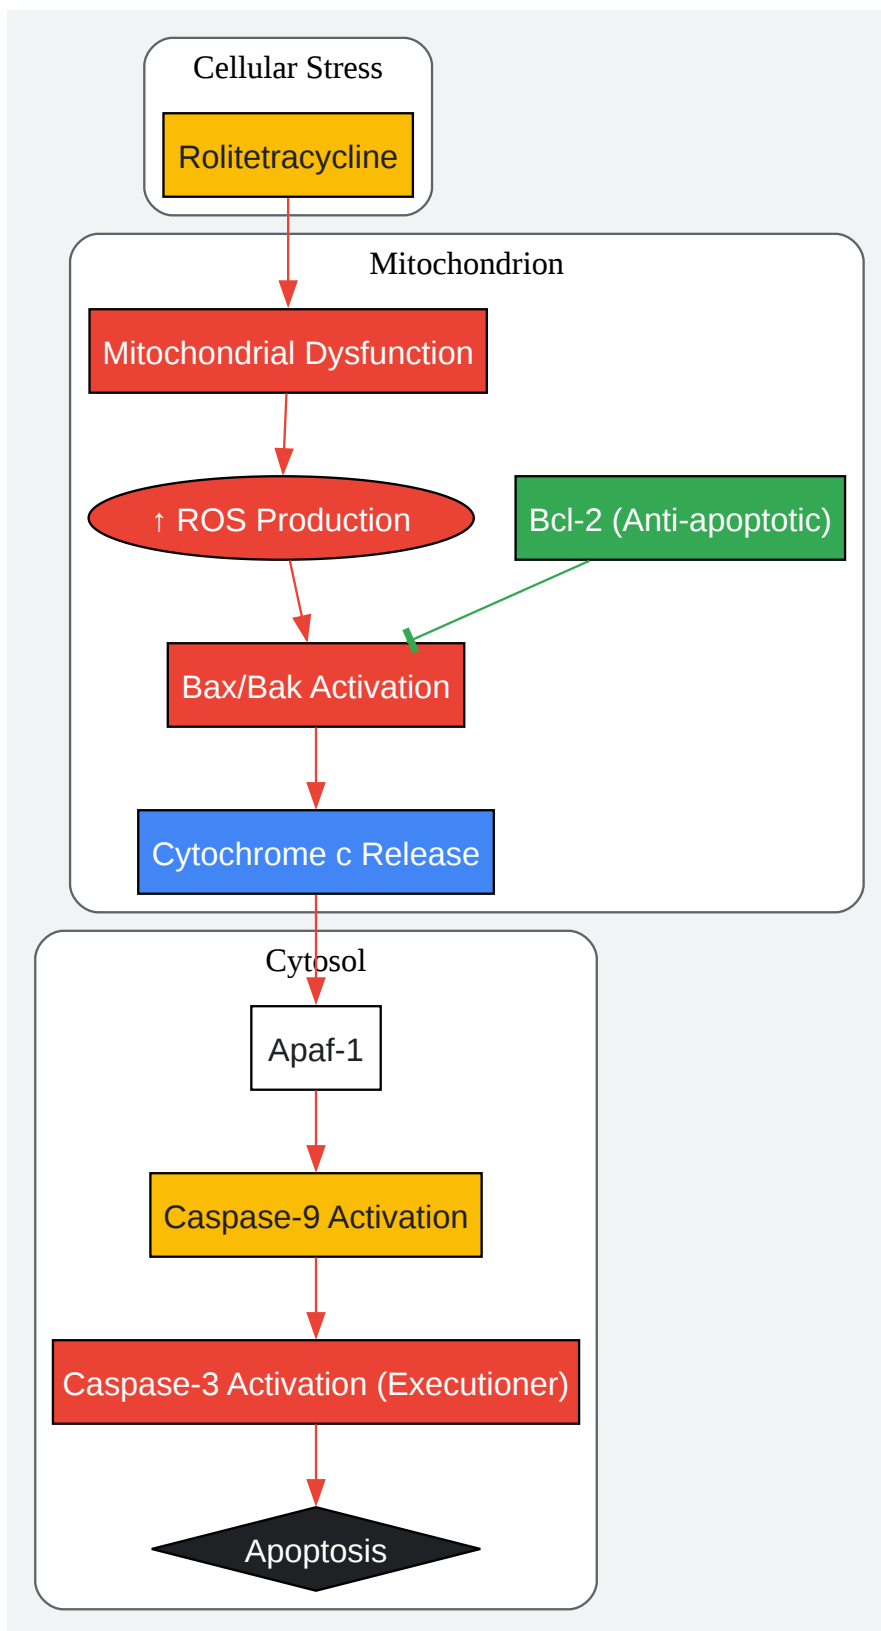 Cellular Stress
Rolitetracycline
Mitochondrion
Mitochondrial Dysfunction
↑ ROS Production
Bcl-2 (Anti-apoptotic)
Bax/Bak Activation
Cytochrome c Release
Cytosol
Apaf-1
Caspase-9 Activation
Caspase-3 Activation (Executioner)
Apoptosis